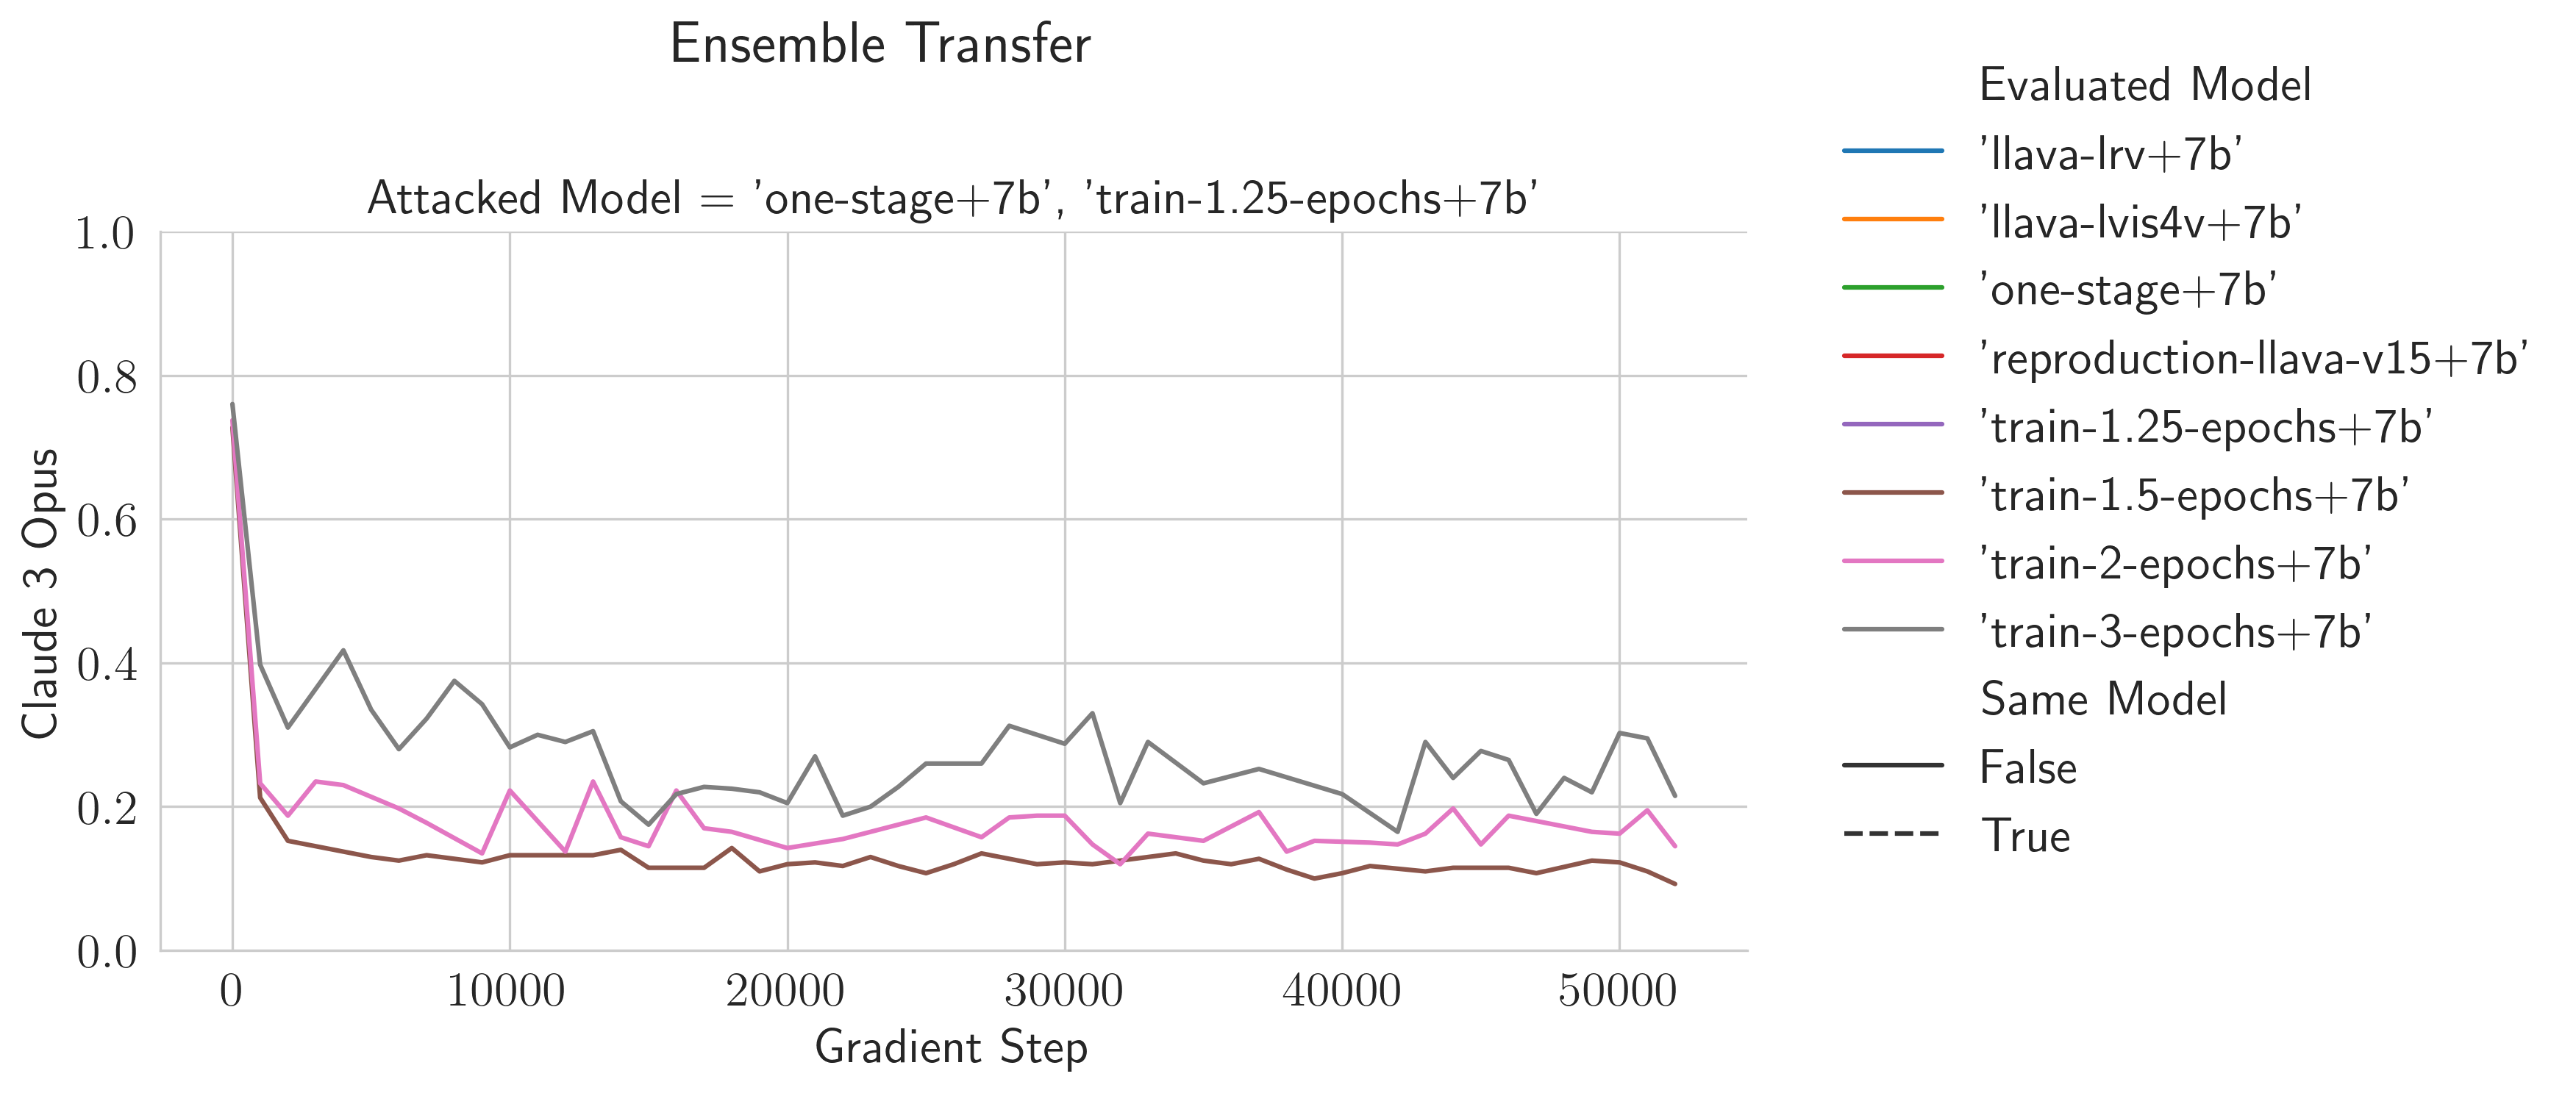 Ensemble Transfer
Attacked Model = 'one-stage+7b', 'train-1.25-epochs+7b'
1.0
0.8
0.6
0.4
0.2
0.0
Claude 3 Opus
0 10000 20000 30000 40000 50000
Gradient Step
Evaluated Model
'llava-lrv+7b'
'llava-lvis4v+7b'
'one-stage+7b'
'reproduction-llava-v15+7b'
'train-1.25-epochs+7b'
'train-1.5-epochs+7b'
'train-2-epochs+7b'
'train-3-epochs+7b'
Same Model
False
True